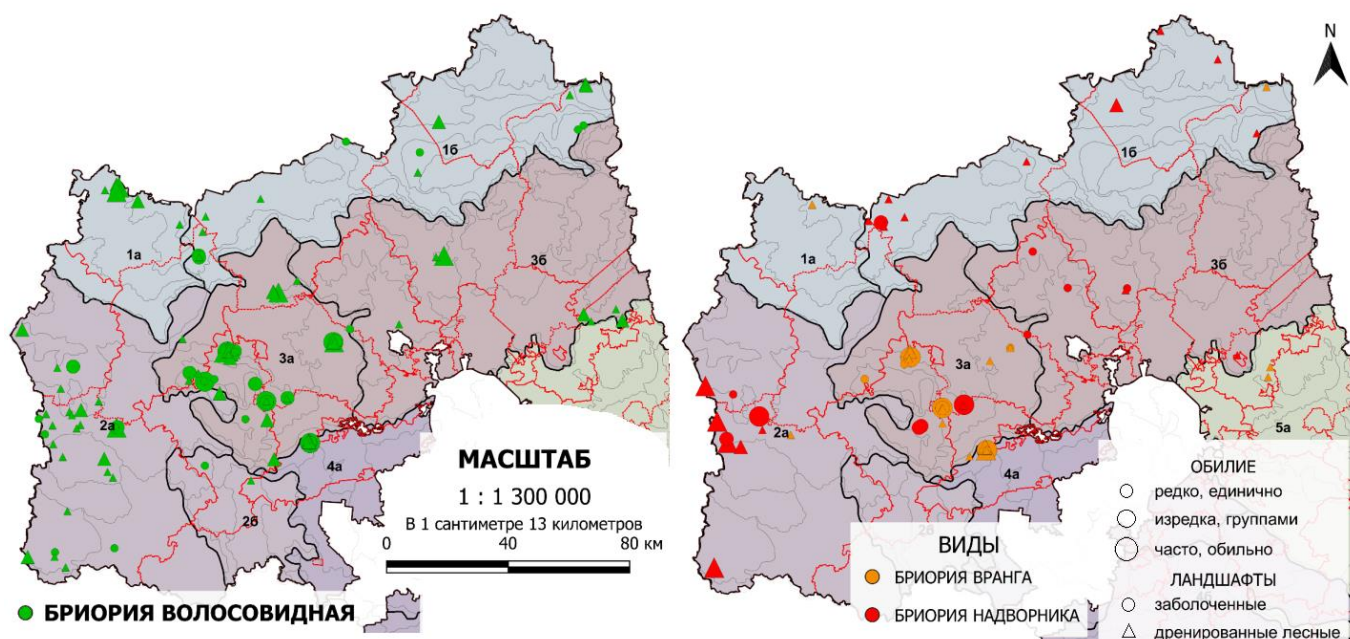 1а
1б
2а
2б
3а
3б
4а
МАСШТАБ
1 : 1 300 000
В 1 сантиметре 13 километров
0 40 80 км
БРИОРИЯ ВОЛОСОВИДНАЯ
N
1а
1б
2а
3а
3б
4а
5а
ВИДЫ
БРИОРИЯ ВРАНГА
БРИОРИЯ НАДВОРНИКА
ОБИЛИЕ
редко, единично
изредка, группами
часто, обильно
ЛАНДШАФТЫ
заболоченные
дренированные лесные